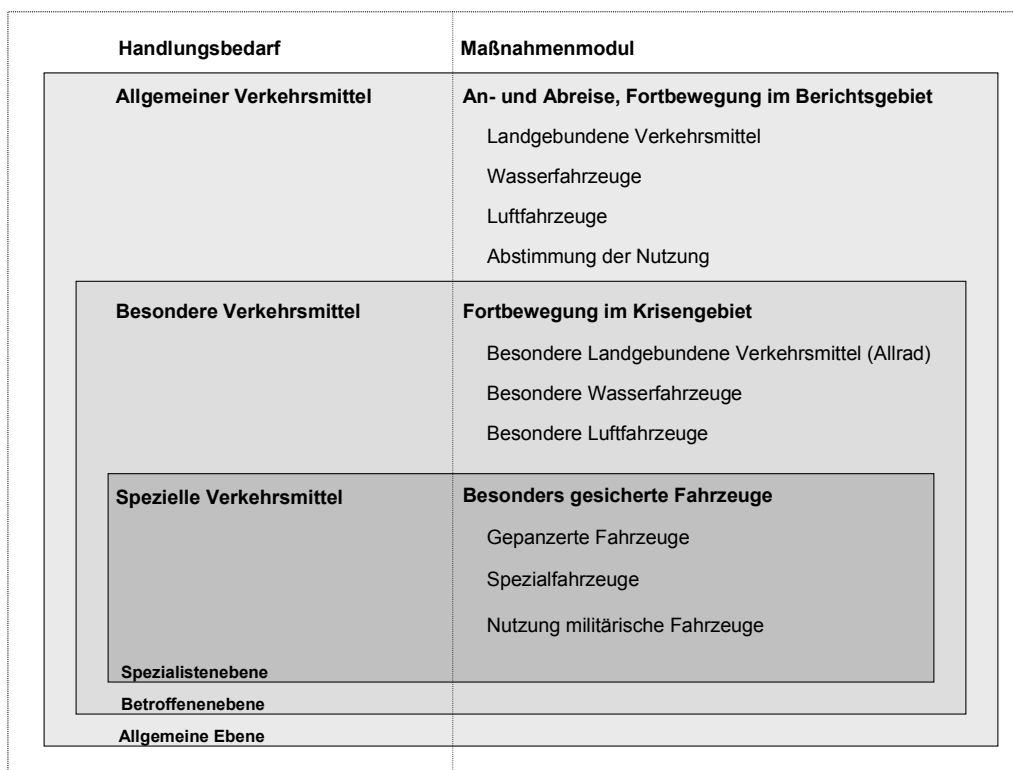 Handlungsbedarf Maßnahmenmodul
Allgemeiner Verkehrsmittel An- und Abreise, Fortbewegung im Berichtsgebiet
Landgebundene Verkehrsmittel
Wasserfahrzeuge
Luftfahrzeuge
Abstimmung der Nutzung
Besondere Verkehrsmittel Fortbewegung im Krisengebiet
Besondere Landgebundene Verkehrsmittel (Allrad)
Besondere Wasserfahrzeuge
Besondere Luftfahrzeuge
Spezielle Verkehrsmittel Besonders gesicherte Fahrzeuge
Gepanzerte Fahrzeuge
Spezialfahrzeuge
Nutzung militärische Fahrzeuge
Spezialistenebene
Betroffenenebene
Allgemeine Ebene